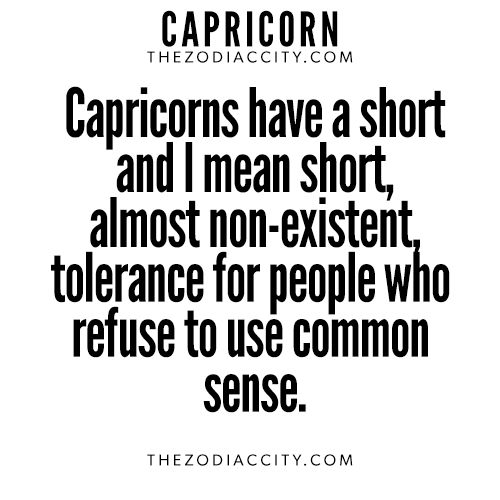 CAPRICORN
THEZODIACCITY.COM
Capricorns have a short
and I mean short,
almost non-existent,
tolerance for people who
refuse to use common
sense.
THEZODIACCITY.COM